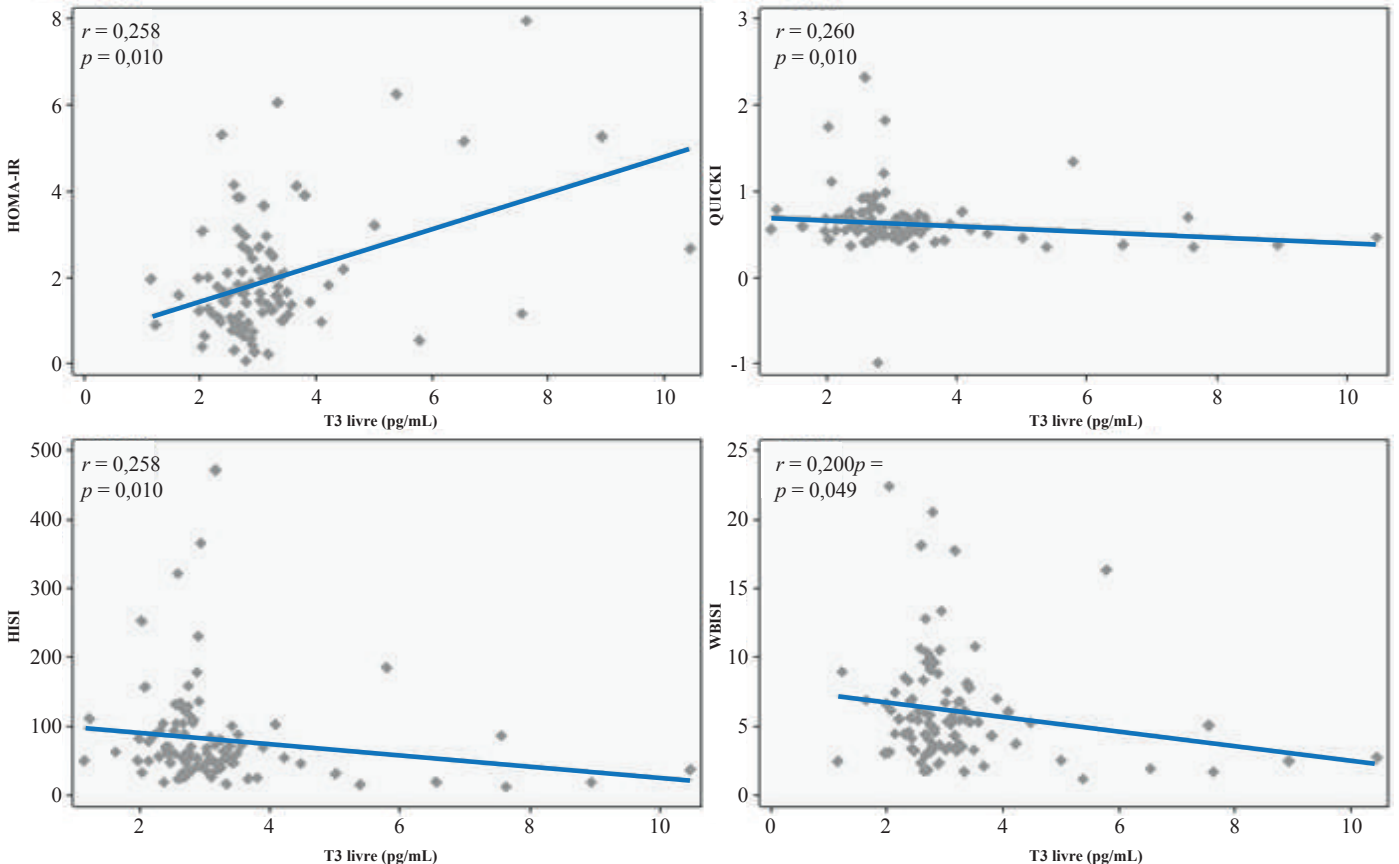 r = 0,258
p = 0,010
8
6
4
2
0
HOMA-IR
0 2 4 6 8 10
T3 livre (pg/mL)
r = 0,260
p = 0,010
3
2
1
0
-1
QUICKI
2 4 6 8 10
T3 livre (pg/mL)
r = 0,258
p = 0,010
500
400
300
200
100
0
HISI
2 4 6 8 10
T3 livre (pg/mL)
r = 0,200p =
p = 0,049
25
20
15
10
5
0
WBISI
0 2 4 6 8 10
T3 livre (pg/mL)